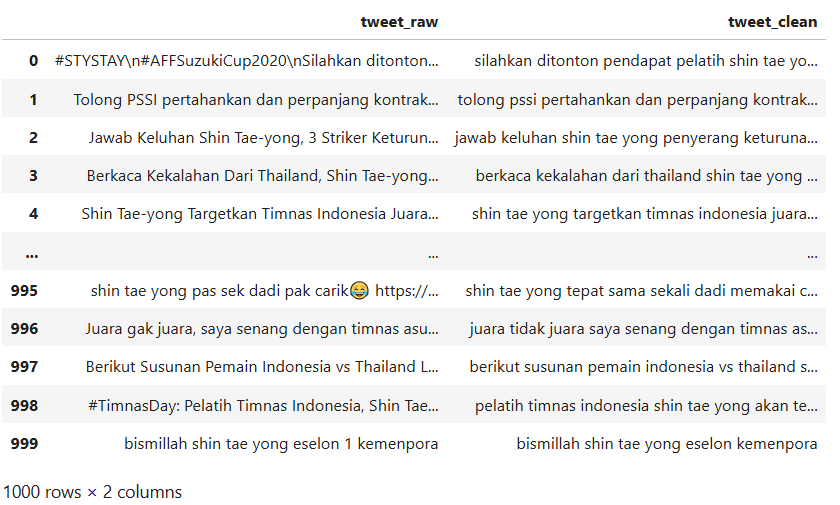 tweet_raw tweet_clean
0 #STYSTAY\n#AFFSuzukiCup2020\nSilahkan ditonton... silahkan ditonton pendapat pelatih shin tae yo...
1 Tolong PSSI pertahankan dan perpanjang kontrak... tolong pssi pertahankan dan perpanjang kontrak...
2 Jawab Keluhan Shin Tae-yong, 3 Striker Keturun... jawab keluhan shin tae yong penyerang keturuna...
3 Berkaca Kekalahan Dari Thailand, Shin Tae-yong... berkaca kekalahan dari thailand shin tae yong ...
4 Shin Tae-yong Targetkan Timnas Indonesia Juara... shin tae yong targetkan timnas indonesia juara...
... ... ...
995 shin tae yong pas sek dadi pak carik😂 https://... shin tae yong tepat sama sekali dadi memakai c...
996 Juara gak juara, saya senang dengan timnas asu... juara tidak juara saya senang dengan timnas as...
997 Berikut Susunan Pemain Indonesia vs Thailand L... berikut susunan pemain indonesia vs thailand s...
998 #TimnasDay: Pelatih Timnas Indonesia, Shin Tae... pelatih timnas indonesia shin tae yong akan te...
999 bismillah shin tae yong eselon 1 kemenpora bismillah shin tae yong eselon kemenpora
1000 rows × 2 columns